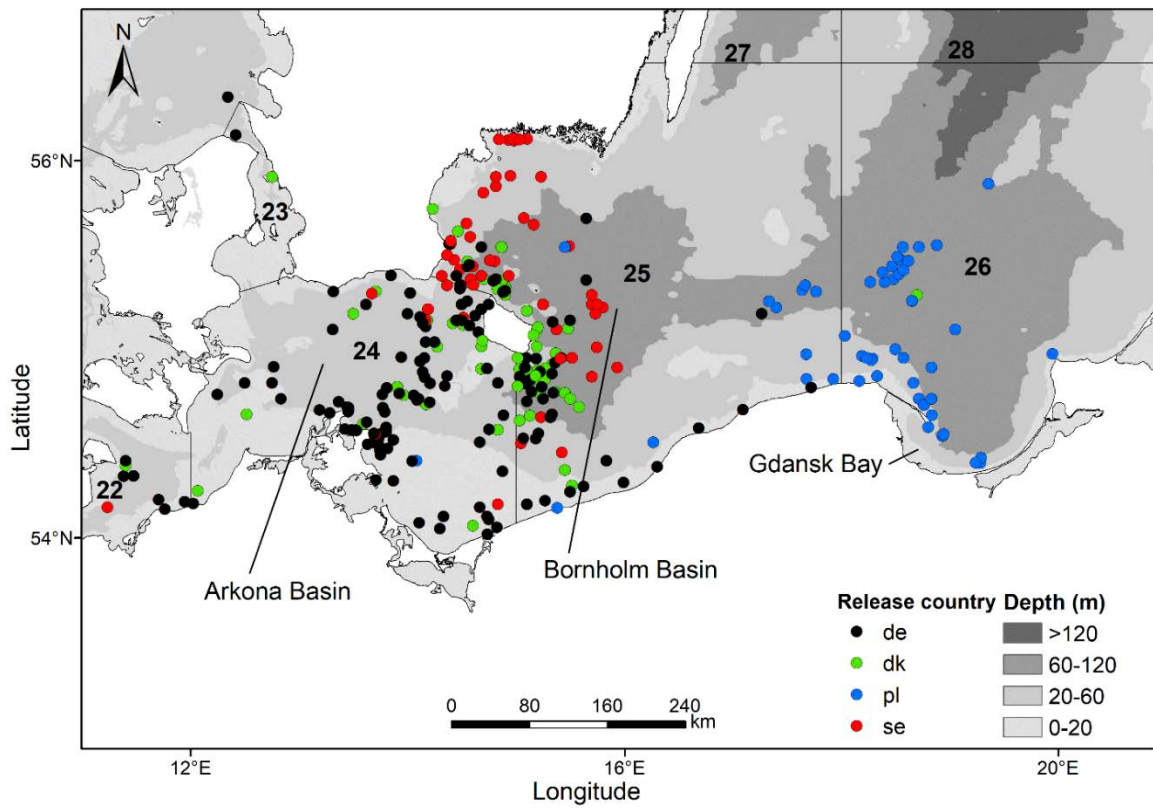 N
27
28
56°N
23
25
26
24
22
Gdansk Bay
54°N
Bornholm Basin
Arkona Basin
Latitude
Release country
de
dk
pl
se
Depth (m)
>120
60-120
20-60
0-20
0 80 160 240
km
12°E 16°E 20°E
Longitude